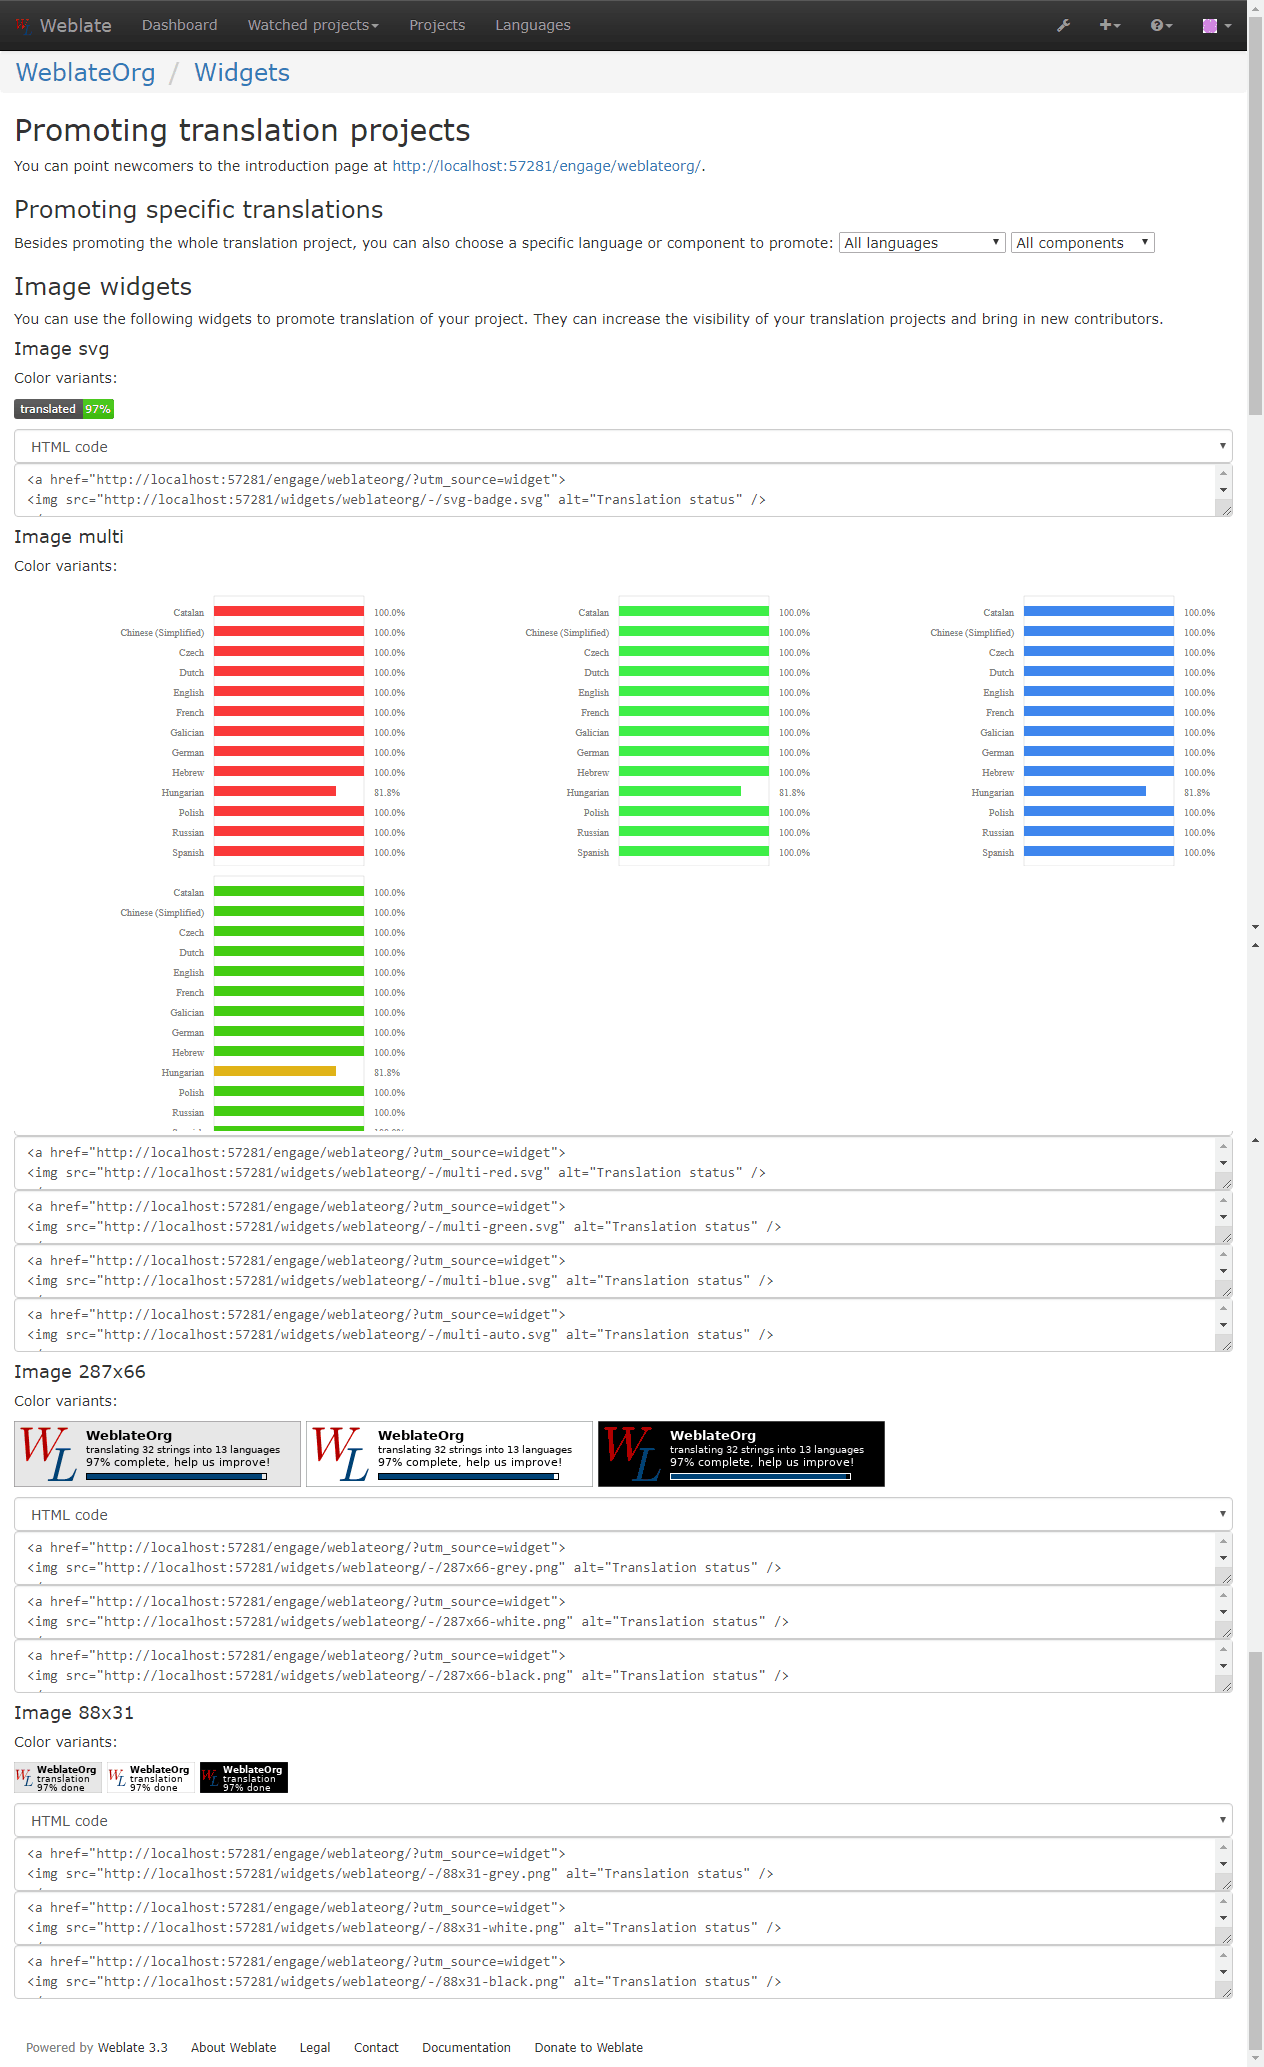 Weblate Dashboard Watched projects Projects Languages
WeblateOrg / Widgets
Promoting translation projects
You can point newcomers to the introduction page at http://localhost:57281/engage/weblateorg/.
Promoting specific translations
Besides promoting the whole translation project, you can also choose a specific language or component to promote: All languages All components
Image widgets
You can use the following widgets to promote translation of your project. They can increase the visibility of your translation projects and bring in new contributors.
Image svg
Color variants:
translated 97%
HTML code
<a href="http://localhost:57281/engage/weblateorg/?utm_source=widget">
<img src="http://localhost:57281/widgets/weblateorg/-/svg-badge.svg" alt="Translation status" />
Image multi
Color variants:
Catalan 100.0% Catalan 100.0% Catalan 100.0%
Chinese (Simplified) 100.0% Chinese (Simplified) 100.0% Chinese (Simplified) 100.0%
Czech 100.0% Czech 100.0% Czech 100.0%
Dutch 100.0% Dutch 100.0% Dutch 100.0%
English 100.0% English 100.0% English 100.0%
French 100.0% French 100.0% French 100.0%
Galician 100.0% Galician 100.0% Galician 100.0%
German 100.0% German 100.0% German 100.0%
Hebrew 100.0% Hebrew 100.0% Hebrew 100.0%
Hungarian 81.8% Hungarian 81.8% Hungarian 81.8%
Polish 100.0% Polish 100.0% Polish 100.0%
Russian 100.0% Russian 100.0% Russian 100.0%
Spanish 100.0% Spanish 100.0% Spanish 100.0%
Catalan 100.0%
Chinese (Simplified) 100.0%
Czech 100.0%
Dutch 100.0%
English 100.0%
French 100.0%
Galician 100.0%
German 100.0%
Hebrew 100.0%
Hungarian 81.8%
Polish 100.0%
Russian 100.0%
<a href="http://localhost:57281/engage/weblateorg/?utm_source=widget">
<img src="http://localhost:57281/widgets/weblateorg/-/multi-red.svg" alt="Translation status" />
<a href="http://localhost:57281/engage/weblateorg/?utm_source=widget">
<img src="http://localhost:57281/widgets/weblateorg/-/multi-green.svg" alt="Translation status" />
<a href="http://localhost:57281/engage/weblateorg/?utm_source=widget">
<img src="http://localhost:57281/widgets/weblateorg/-/multi-blue.svg" alt="Translation status" />
<a href="http://localhost:57281/engage/weblateorg/?utm_source=widget">
<img src="http://localhost:57281/widgets/weblateorg/-/multi-auto.svg" alt="Translation status" />
Image 287x66
Color variants:
WeblateOrg WeblateOrg WeblateOrg
translating 32 strings into 13 languages translating 32 strings into 13 languages translating 32 strings into 13 languages
97% complete, help us improve! 97% complete, help us improve! 97% complete, help us improve!
HTML code
<a href="http://localhost:57281/engage/weblateorg/?utm_source=widget">
<img src="http://localhost:57281/widgets/weblateorg/-/287x66-grey.png" alt="Translation status" />
<a href="http://localhost:57281/engage/weblateorg/?utm_source=widget">
<img src="http://localhost:57281/widgets/weblateorg/-/287x66-white.png" alt="Translation status" />
<a href="http://localhost:57281/engage/weblateorg/?utm_source=widget">
<img src="http://localhost:57281/widgets/weblateorg/-/287x66-black.png" alt="Translation status" />
Image 88x31
Color variants:
WeblateOrg WeblateOrg WeblateOrg
translation translation translation
97% done 97% done 97% done
HTML code
<a href="http://localhost:57281/engage/weblateorg/?utm_source=widget">
<img src="http://localhost:57281/widgets/weblateorg/-/88x31-grey.png" alt="Translation status" />
<a href="http://localhost:57281/engage/weblateorg/?utm_source=widget">
<img src="http://localhost:57281/widgets/weblateorg/-/88x31-white.png" alt="Translation status" />
<a href="http://localhost:57281/engage/weblateorg/?utm_source=widget">
<img src="http://localhost:57281/widgets/weblateorg/-/88x31-black.png" alt="Translation status" />
Powered by Weblate 3.3 About Weblate Legal Contact Documentation Donate to Weblate